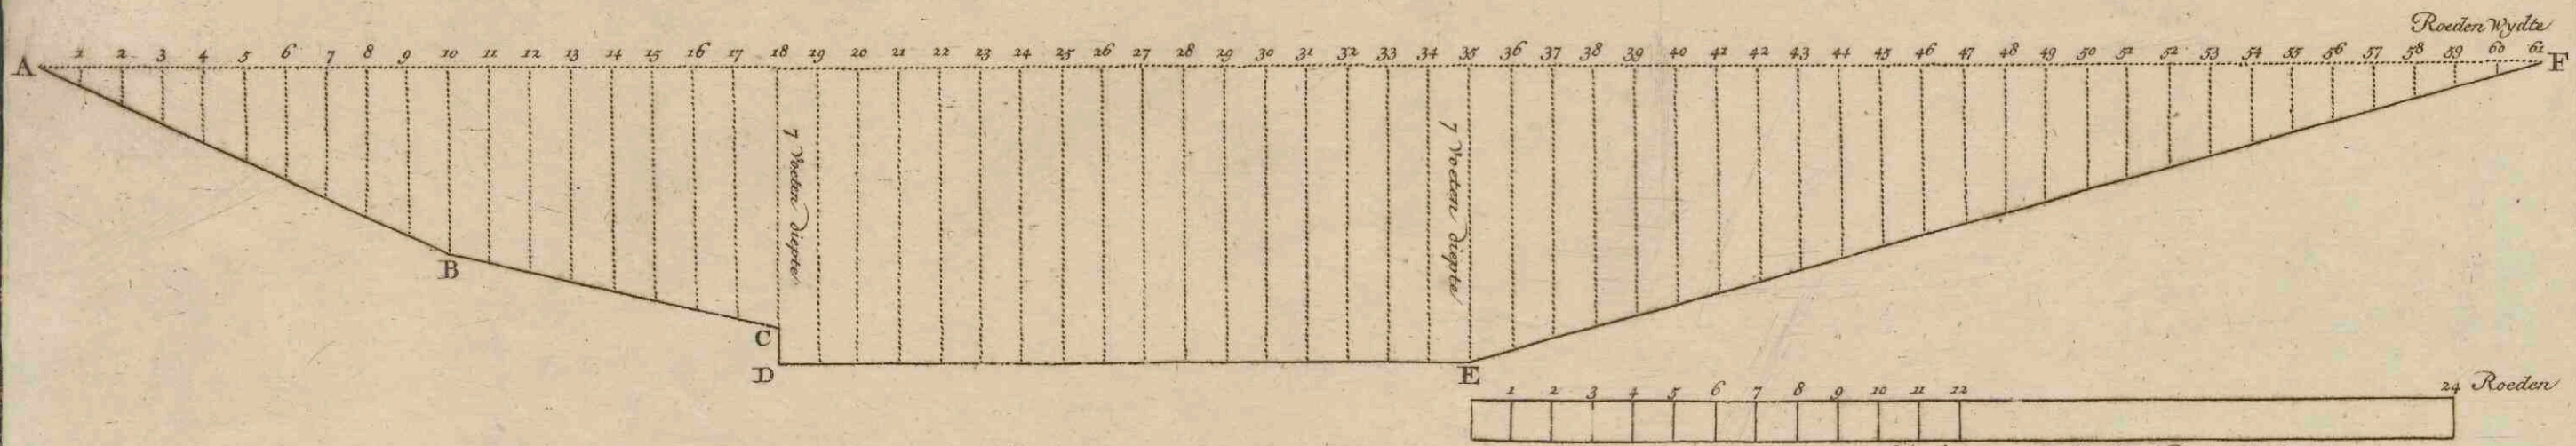 Roeden Wydte
A 1 2 3 4 5 6 7 8 9 10 11 12 13 14 15 16 17 18 19 20 21 22 23 24 25 26 27 28 29 30 31 32 33 34 35 36 37 38 39 40 41 42 43 44 45 46 47 48 49 50 51 52 53 54 55 56 57 58 59 60 61 F
7 Voeten diepte
7 Voeten diepte
B
C
D
E
1 2 3 4 5 6 7 8 9 10 11 12 24 Roeden